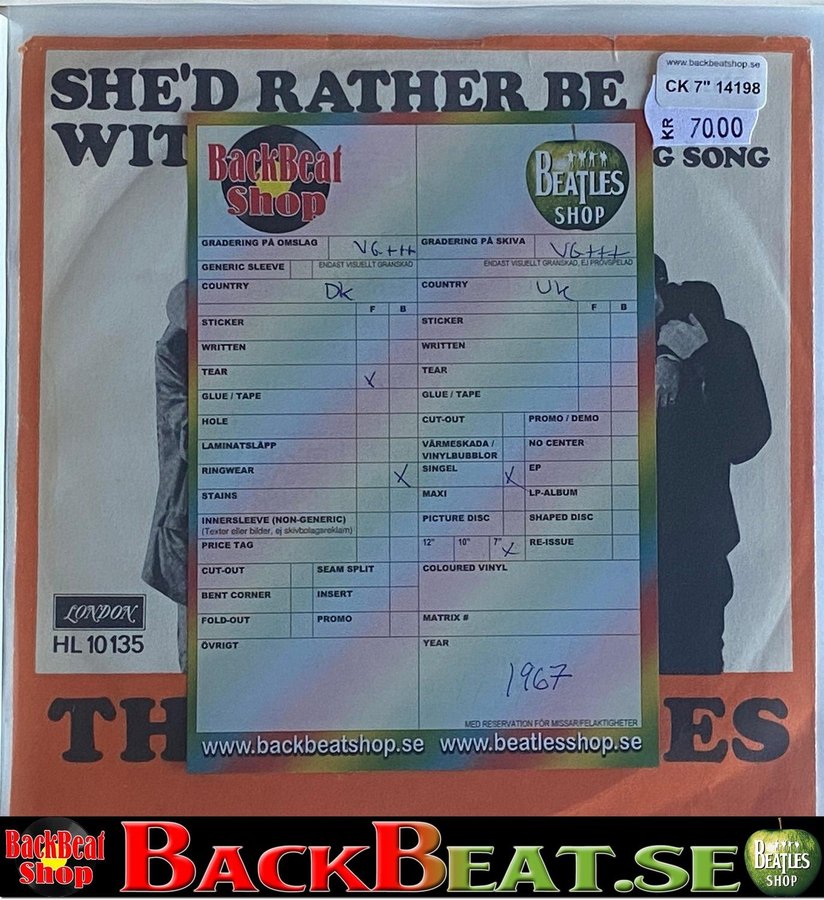 www.backbeatshop.se
CK 7" 14198
KR 70.00
SHE'D RATHER BE
WIT
G SONG
BackBeat
Shop
BEATLES
SHOP
GRADERING PÅ OMSLAG VG+++ GRADERING PÅ SKIVA VG+++
GENERIC SLEEVE ENDAST VISUELLT GRANSKAD ENDAST VISUELLT GRANSKAD, EJ PROVSPELAD
COUNTRY DK COUNTRY UK
F B F B
STICKER STICKER
WRITTEN WRITTEN
TEAR X TEAR
GLUE / TAPE GLUE / TAPE
HOLE CUT-OUT PROMO / DEMO
LAMINATSLÄPP VÄRMESKADA / VINYLBUBBLOR NO CENTER
RINGWEAR X SINGEL X EP
STAINS MAXI LP-ALBUM
INNERSLEEVE (NON-GENERIC) PICTURE DISC SHAPED DISC
(Texter eller bilder, ej skivbolagsreklam)
PRICE TAG 12" 10" 7" X RE-ISSUE
CUT-OUT SEAM SPLIT COLOURED VINYL
BENT CORNER INSERT
FOLD-OUT PROMO MATRIX #
ÖVRIGT YEAR
1967
MED RESERVATION FÖR MISSAR/FELAKTIGHETER
www.backbeatshop.se www.beatlesshop.se
LONDON
HL 10135
TH
ES
BackBeat
Shop
BACKBEAT.SE
BEATLES
SHOP